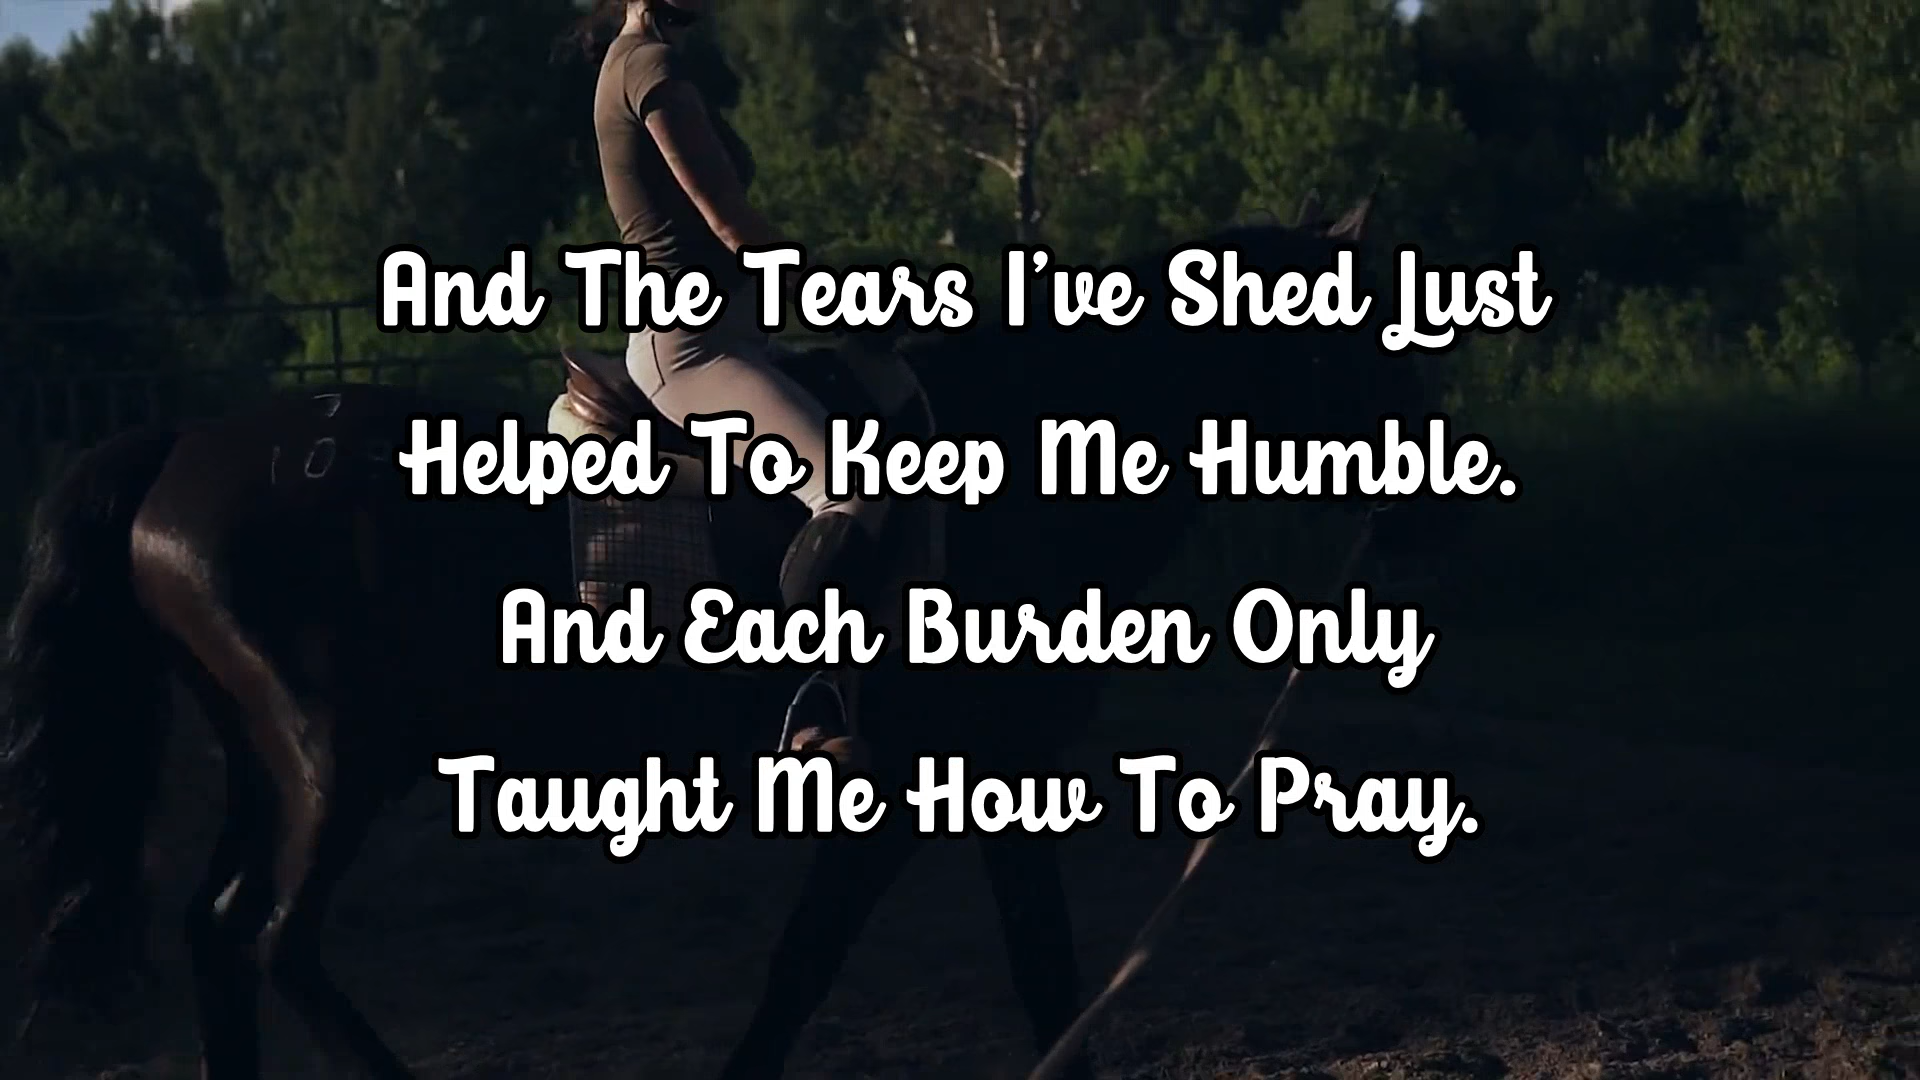 And The Tears I've Shed Just
Helped To Keep Me Humble.
10
And Each Burden Only
Taught Me How To Pray.